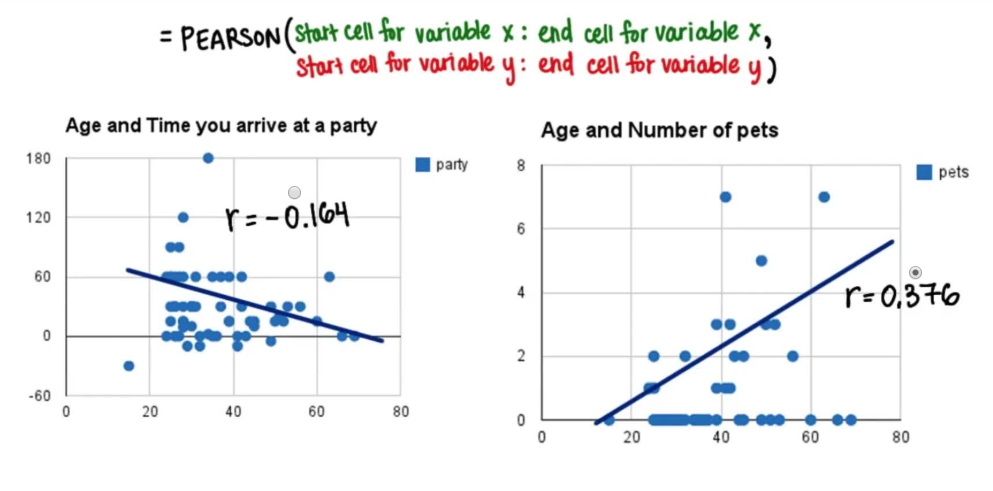 = PEARSON(Start cell for variable x : end cell for variable x,
Start cell for variable y : end cell for variable y)
Age and Time you arrive at a party
180
120
60
0
-60
0 20 40 60 80
party
r = -0.164
Age and Number of pets
8
6
4
2
0
0 20 40 60 80
pets
r = 0.376